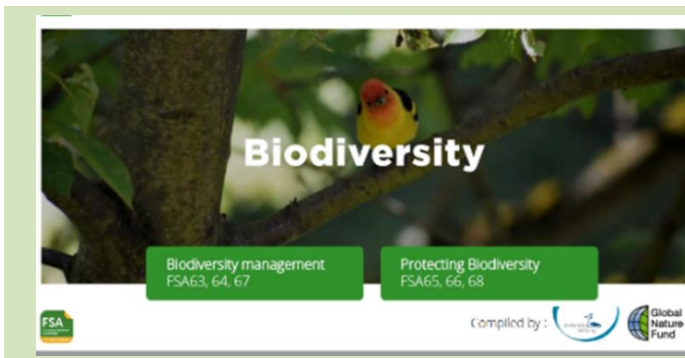 Biodiversity
Biodiversity management
FSA63, 64, 67
Protecting Biodiversity
FSA65, 66, 68
Compiled by :
FSA
Global
Nature
Fund